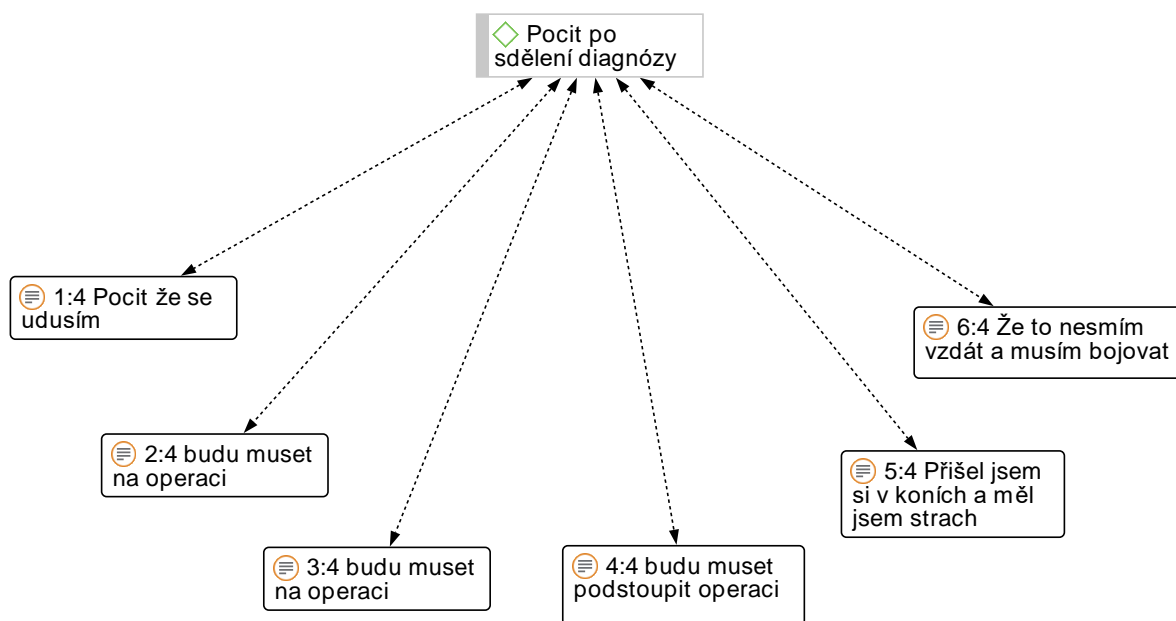 Pocit po
sdělení diagnózy
1:4 Pocit že se
udusím
6:4 Že to nesmím
vzdát a musím bojovat
2:4 budu muset
na operaci
5:4 Přišel jsem
si v koních a měl
jsem strach
3:4 budu muset
na operaci
4:4 budu muset
podstoupit operaci